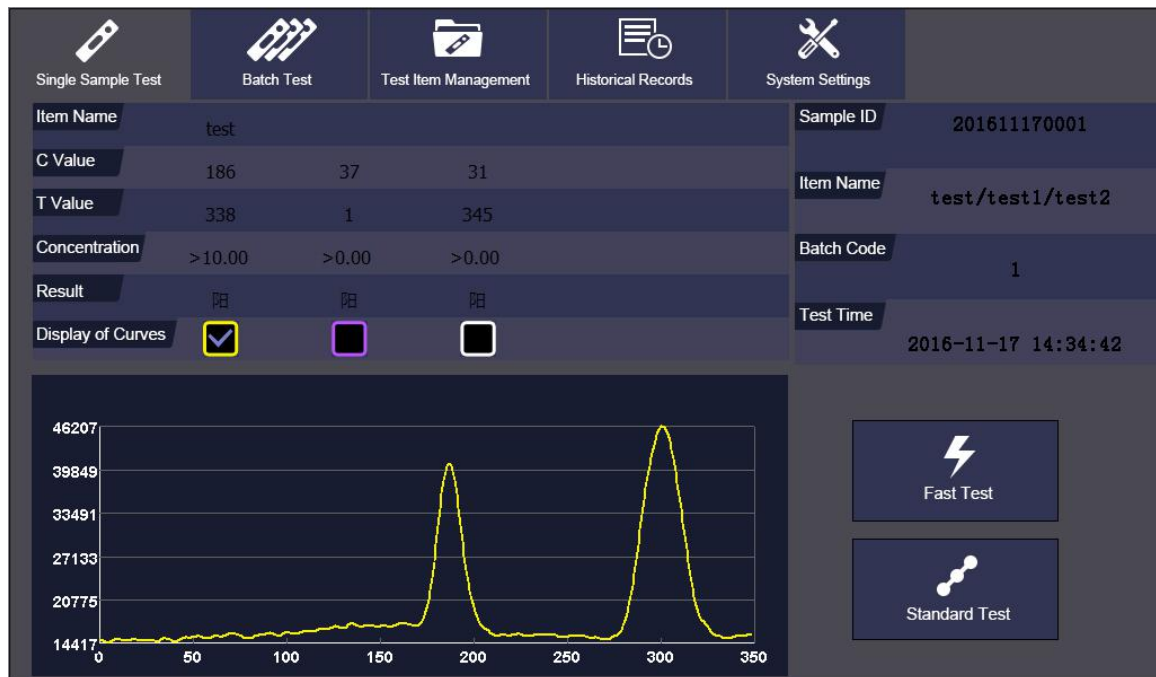 Single Sample Test
Batch Test
Test Item Management
Historical Records
System Settings
Item Name
test
C Value
186 37 31
T Value
338 1 345
Concentration
>10.00 >0.00 >0.00
Result
阳 阳 阳
Display of Curves
Sample ID
201611170001
Item Name
test/test1/test2
Batch Code
1
Test Time
2016-11-17 14:34:42
46207
39849
33491
27133
20775
14417
0 50 100 150 200 250 300 350
Fast Test
Standard Test